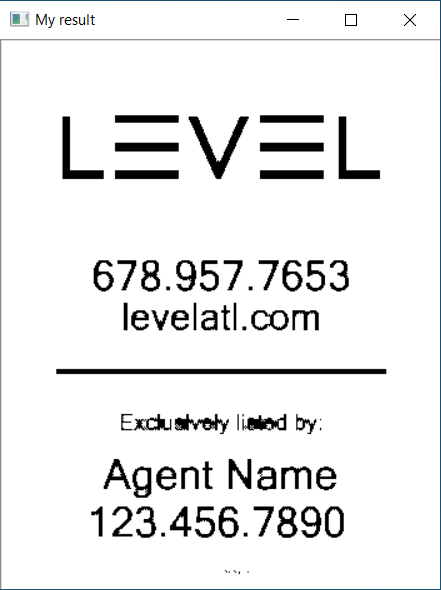 My result
LEVEL
678.957.7653
levelatl.com
Exclusively listed by:
Agent Name
123.456.7890